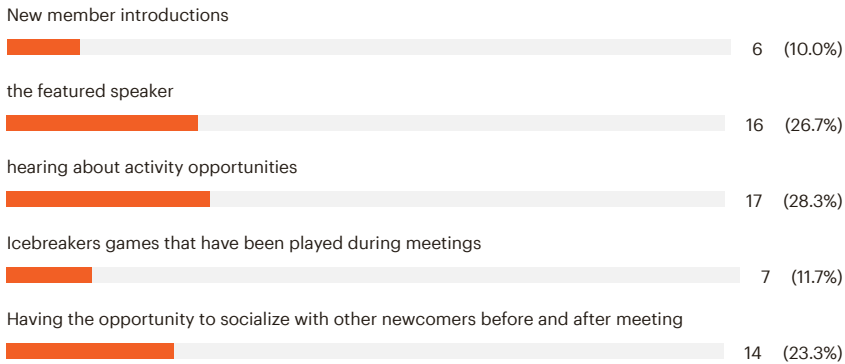 New member introductions
6 (10.0%)
the featured speaker
16 (26.7%)
hearing about activity opportunities
17 (28.3%)
Icebreakers games that have been played during meetings
7 (11.7%)
Having the opportunity to socialize with other newcomers before and after meeting
14 (23.3%)